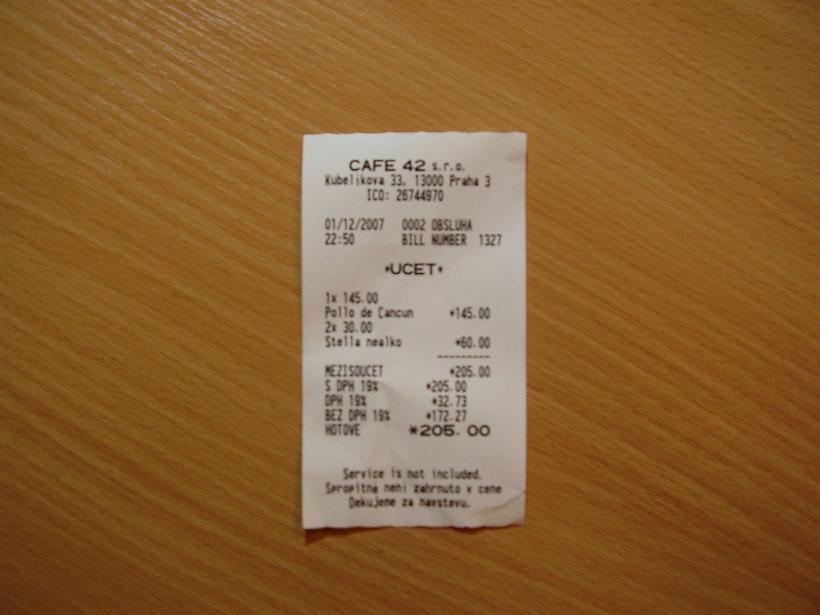 CAFE 42 s.r.o.
Kubelikova 33, 13000 Praha 3
ICO: 26744970
01/12/2007 0002 OBSLUHA
22:50 BILL NUMBER 1327
*UCET*
1x 145.00
Pollo de Cancun *145.00
2x 30.00
Stella nealko *60.00
---------
MEZISOUCET *205.00
S DPH 19% *205.00
DPH 19% *32.73
BEZ DPH 19% *172.27
HOTOVE *205.00
Service is not included.
Spropitne neni zahrnuto v cene
Dekujeme za navstevu.